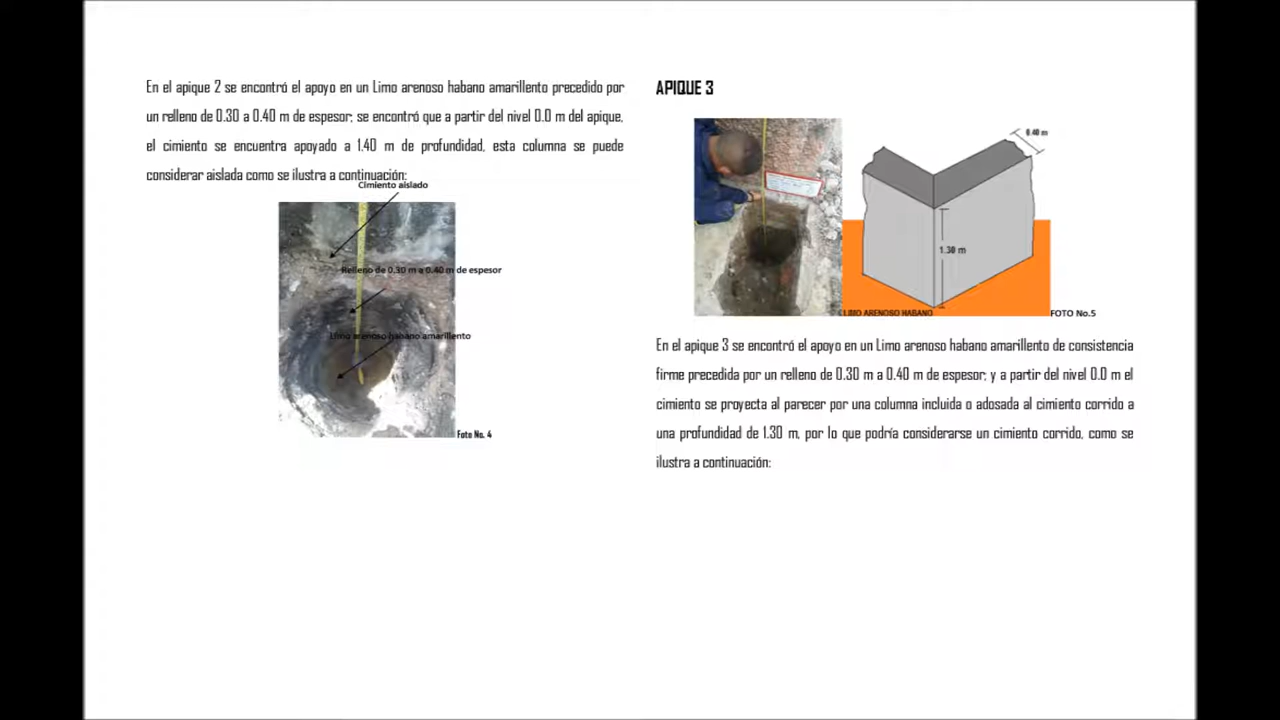 En el apique 2 se encontró el apoyo en un Limo arenoso habano amarillento precedido por
un relleno de 0.30 a 0.40 m de espesor; se encontró que a partir del nivel 0.0 m del apique,
el cimiento se encuentra apoyado a 1.40 m de profundidad, esta columna se puede
considerar aislada como se ilustra a continuación:
Cimiento aislado
Relleno de 0.30 m a 0.40 m de espesor
Limo arenoso habano amarillento
Foto No. 4
APIQUE 3
0.40 m
1.30 m
LIMO ARENOSO HABANO
FOTO No.5
En el apique 3 se encontró el apoyo en un Limo arenoso habano amarillento de consistencia
firme precedida por un relleno de 0.30 m a 0.40 m de espesor; y a partir del nivel 0.0 m el
cimiento se proyecta al parecer por una columna incluida o adosada al cimiento corrido a
una profundidad de 1.30 m, por lo que podría considerarse un cimiento corrido, como se
ilustra a continuación: